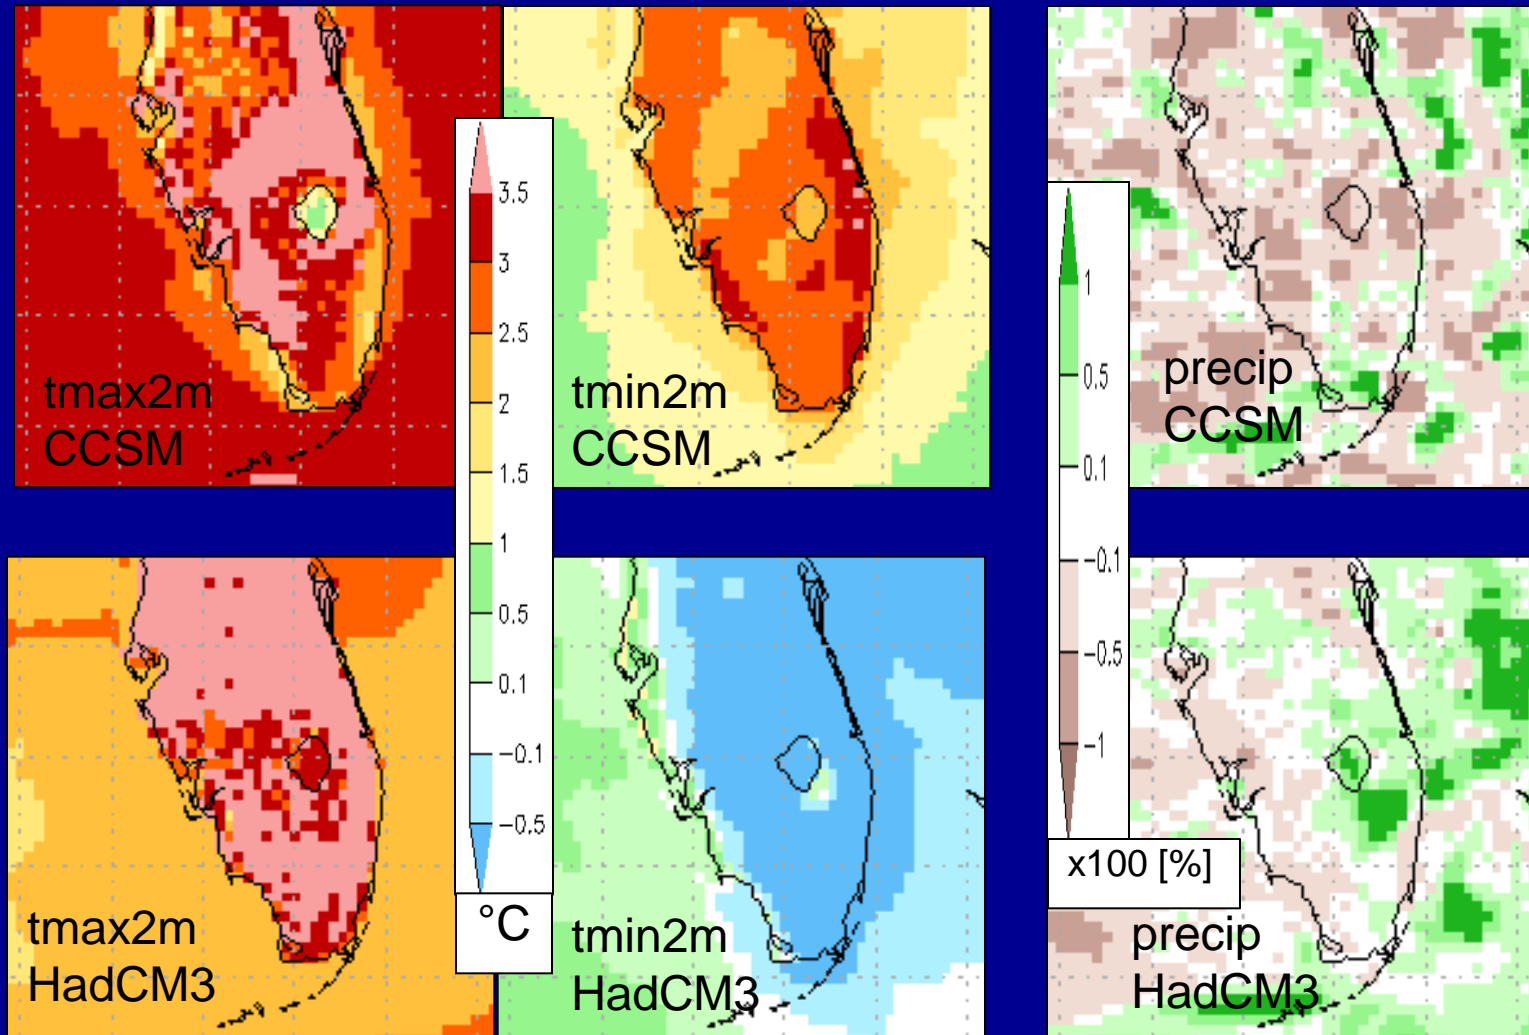 tmax2m
CCSM
tmin2m
CCSM
precip
CCSM
3.5
3
2.5
2
1.5
1
0.5
0.1
-0.1
-0.5
°C
1
0.5
0.1
-0.1
-0.5
-1
x100 [%]
tmax2m
HadCM3
tmin2m
HadCM3
precip
HadCM3